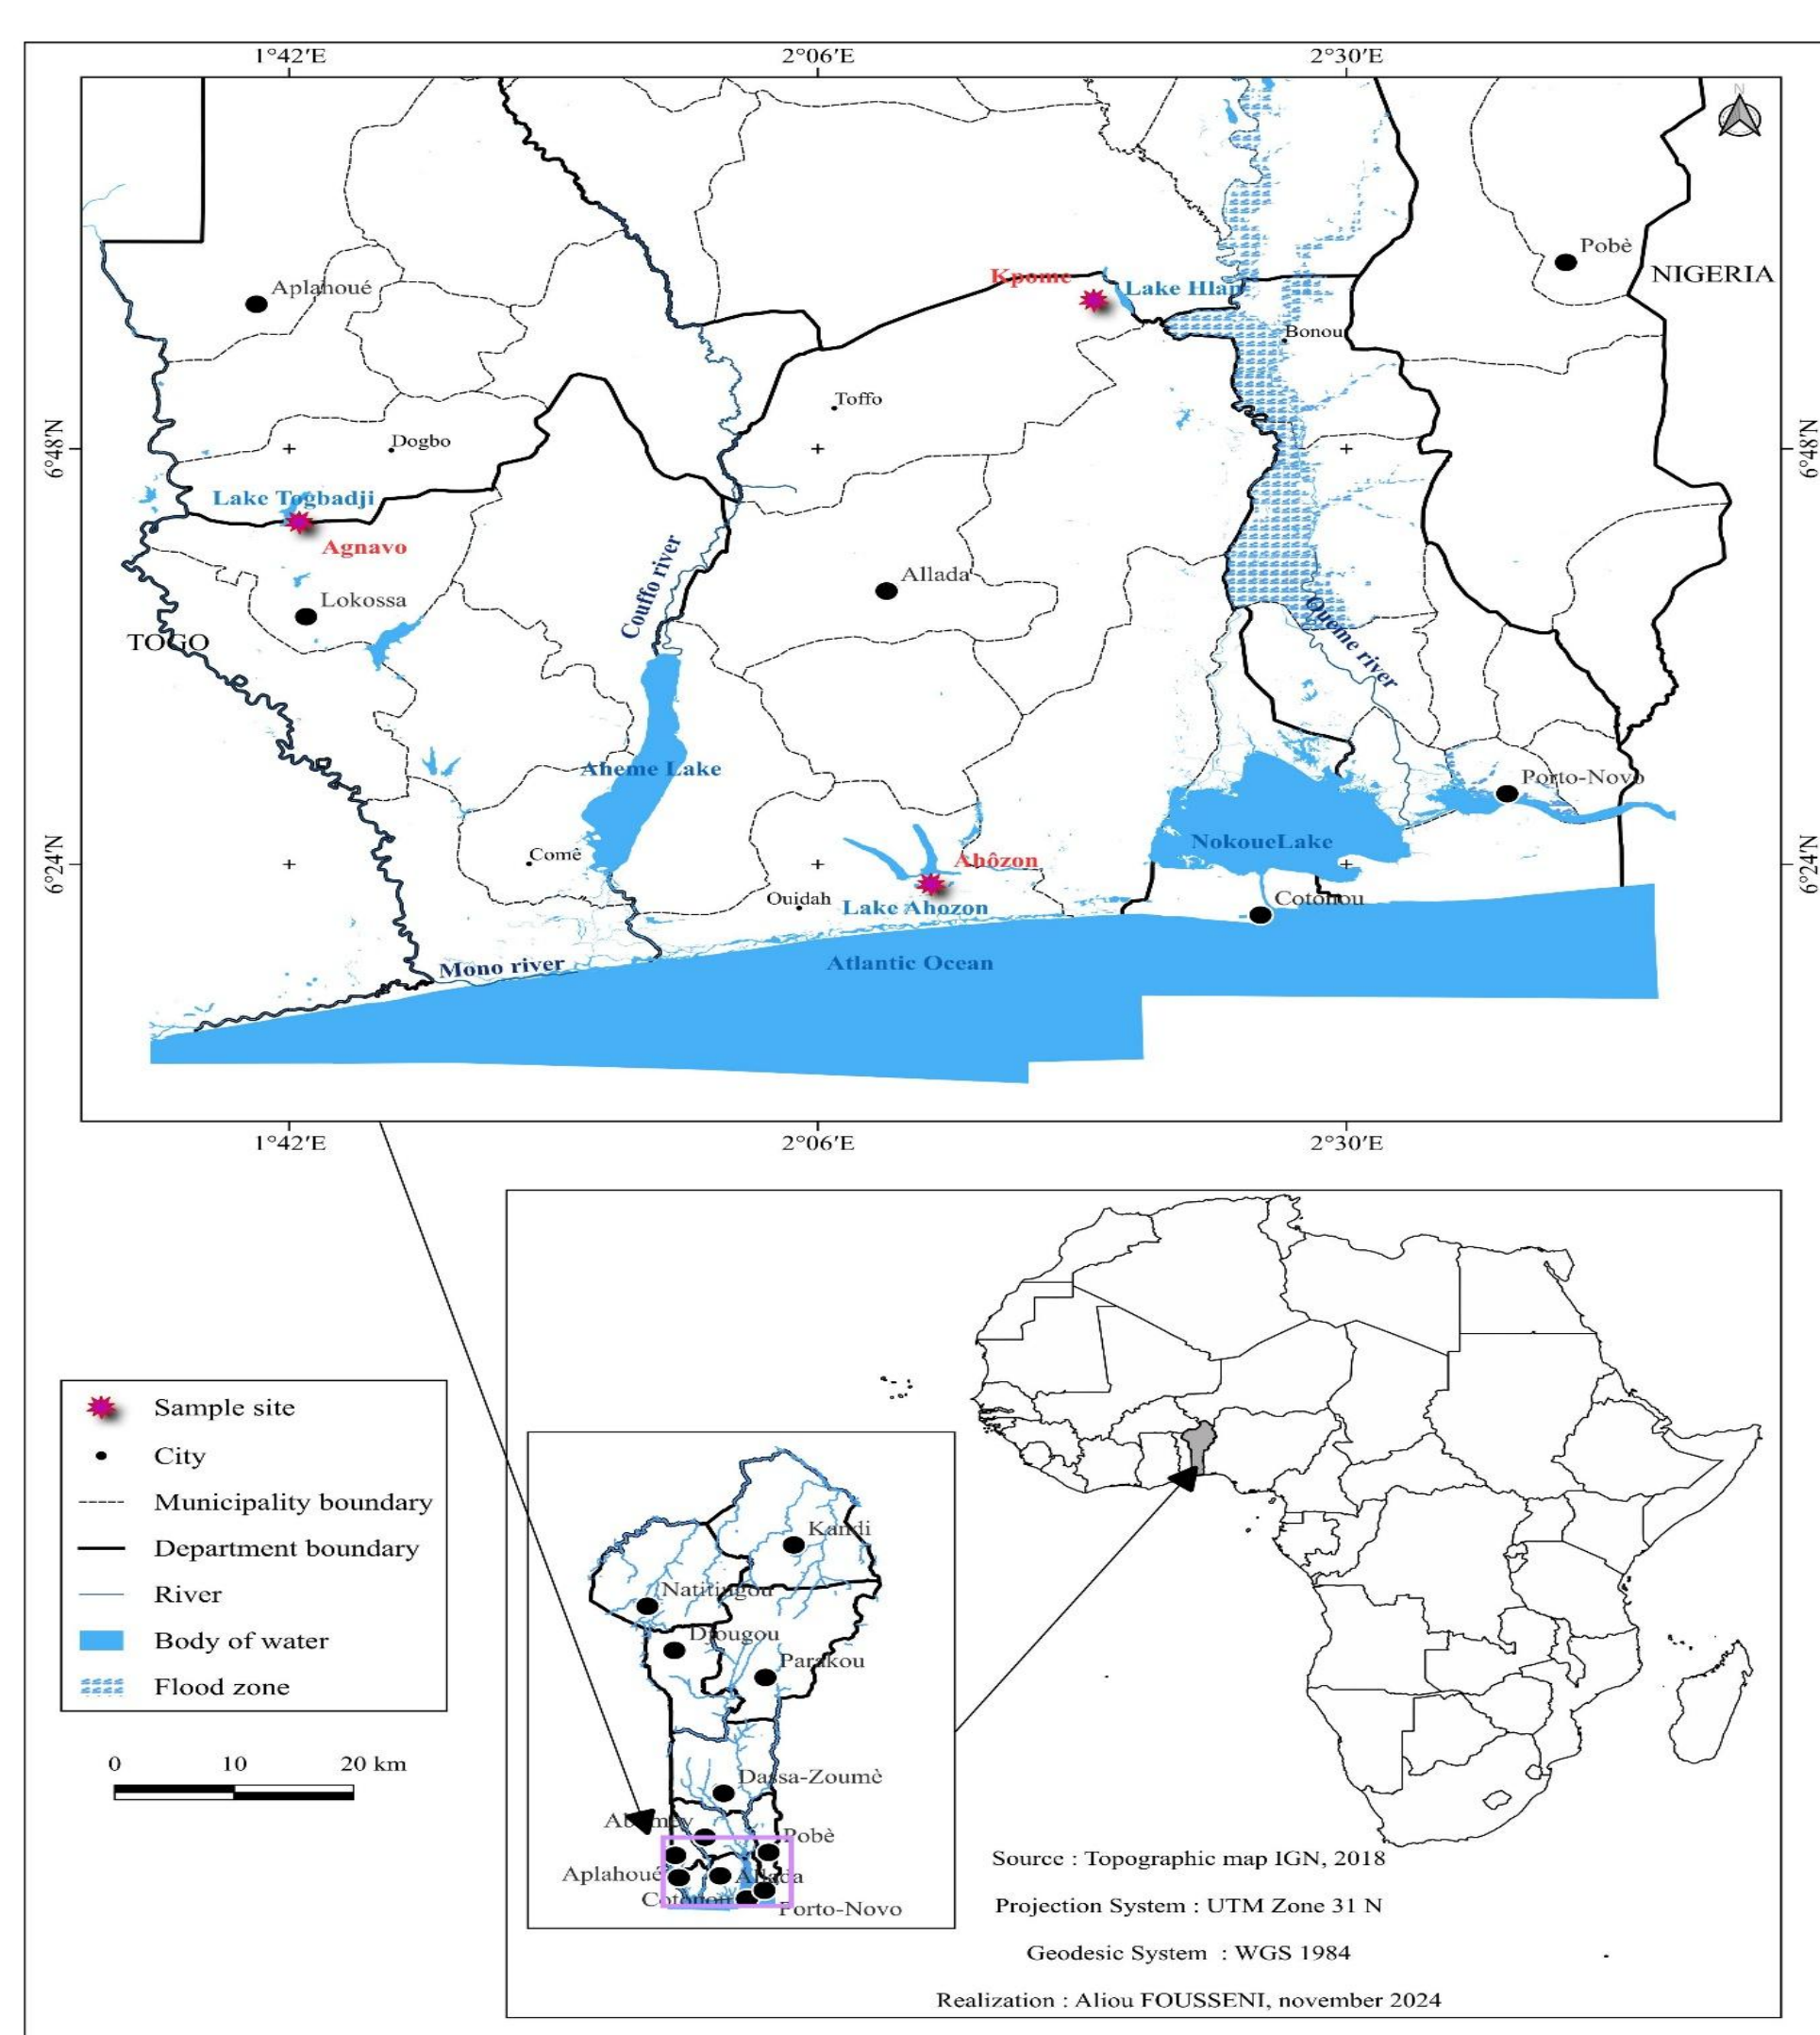 1°42'E 2°06'E 2°30'E
N
Pobè
NIGERIA
Kpome
Lake Hlan
Aplahoué
Bonou
Toffo
6°48'N
Dogbo
6°48'N
Lake Togbadji
Agnavo
Couffo river
Allada
Lokossa
TOGO
Oueme river
Aheme Lake
Porto-Novo
NokoueLake
6°24'N
Comè
Ahôzon
6°24'N
Ouidah
Lake Ahozon
Cotonou
Mono river
Atlantic Ocean
1°42'E 2°06'E 2°30'E
Sample site
City
Municipality boundary
Department boundary
River
Body of water
Flood zone
0 10 20 km
Kandi
Natitingou
Djougou
Parakou
Dassa-Zoumè
Abomey
Pobè
Aplahoué
Allada
Cotonou
Porto-Novo
Source : Topographic map IGN, 2018
Projection System : UTM Zone 31 N
Geodesic System : WGS 1984
Realization : Aliou FOUSSENI, november 2024